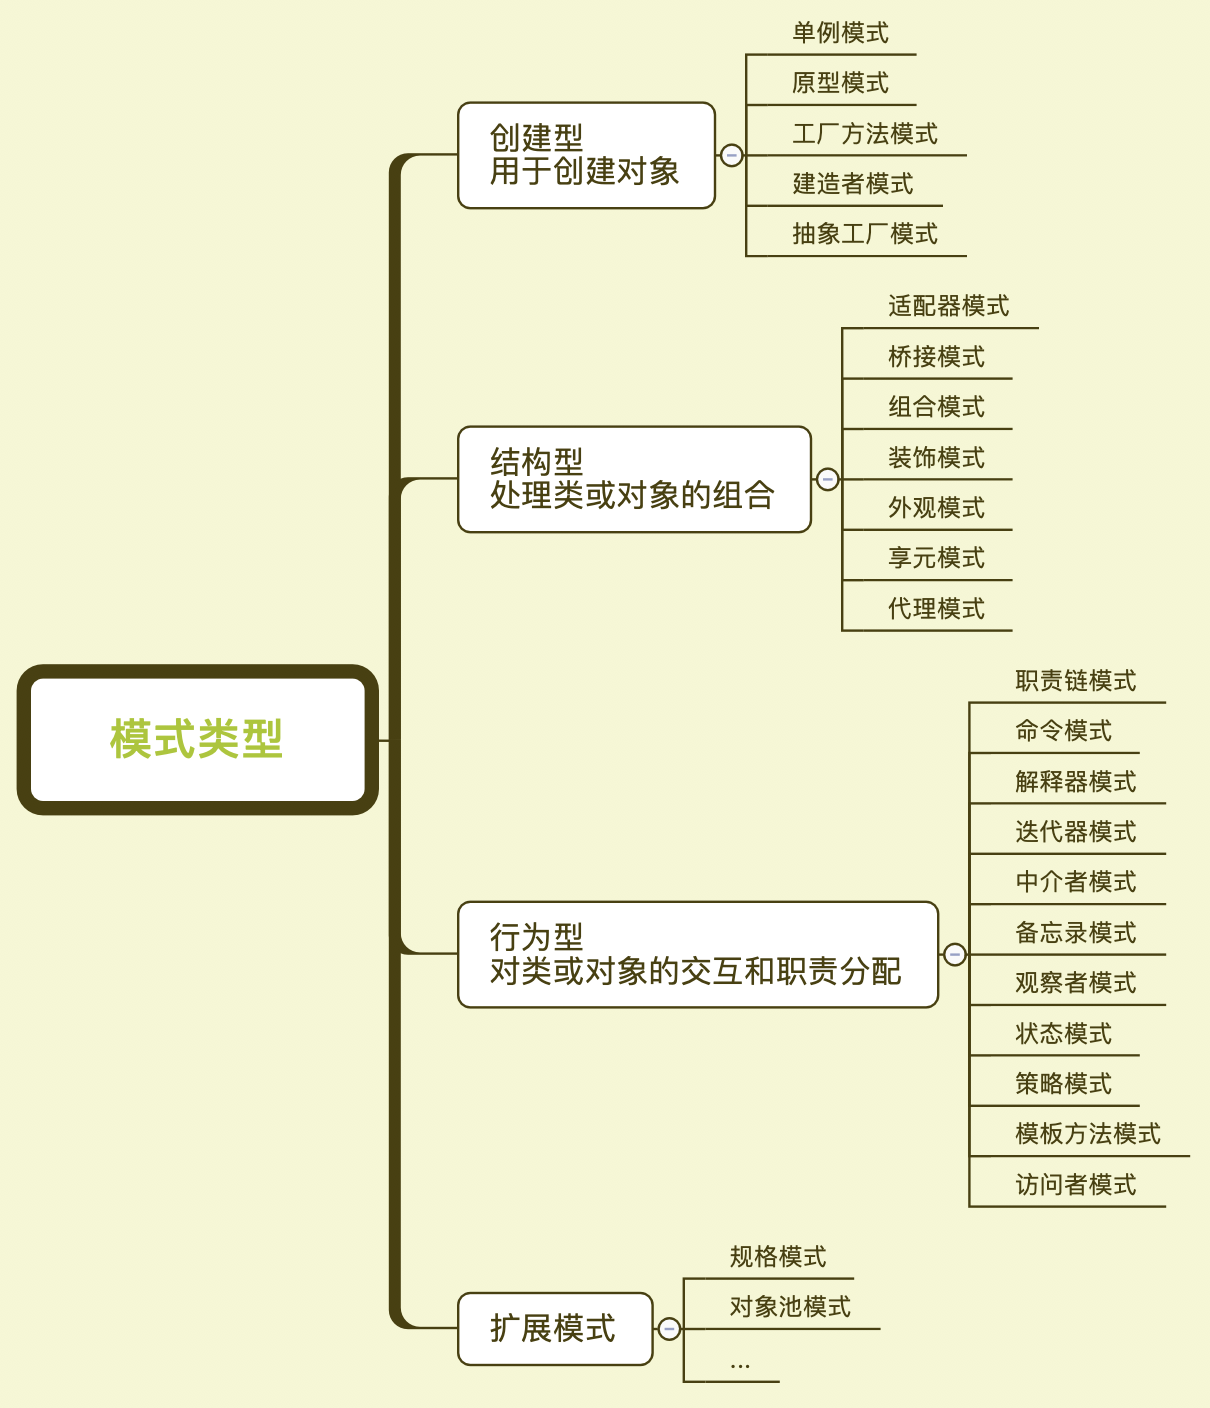 模式类型
创建型
用于创建对象
单例模式
原型模式
工厂方法模式
建造者模式
抽象工厂模式
结构型
处理类或对象的组合
适配器模式
桥接模式
组合模式
装饰模式
外观模式
享元模式
代理模式
行为型
对类或对象的交互和职责分配
职责链模式
命令模式
解释器模式
迭代器模式
中介者模式
备忘录模式
观察者模式
状态模式
策略模式
模板方法模式
访问者模式
扩展模式
规格模式
对象池模式
...